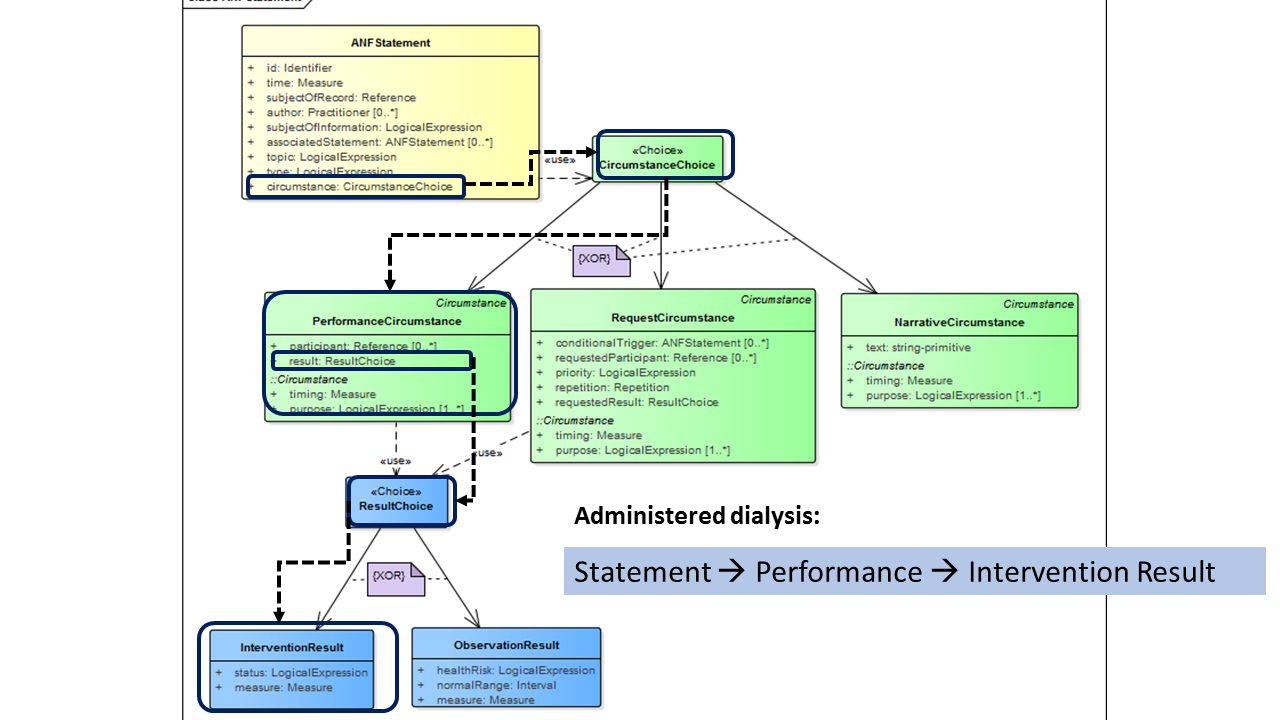 ANFStatement
+ id: Identifier
+ time: Measure
+ subjectOfRecord: Reference
+ author: Practitioner [0..*]
+ subjectOfInformation: LogicalExpression
+ associatedStatement: ANFStatement [0..*]
+ topic: LogicalExpression
+ type: LogicalExpression
+ circumstance: CircumstanceChoice
«use»
«Choice»
CircumstanceChoice
{XOR}
Circumstance
PerformanceCircumstance
+ participant: Reference [0..*]
+ result: ResultChoice
::Circumstance
+ timing: Measure
+ purpose: LogicalExpression [1..*]
Circumstance
RequestCircumstance
+ conditionalTrigger: ANFStatement [0..*]
+ requestedParticipant: Reference [0..*]
+ priority: LogicalExpression
+ repetition: Repetition
+ requestedResult: ResultChoice
::Circumstance
+ timing: Measure
+ purpose: LogicalExpression [1..*]
Circumstance
NarrativeCircumstance
+ text: string-primitive
::Circumstance
+ timing: Measure
+ purpose: LogicalExpression [1..*]
«use»
«use»
«Choice»
ResultChoice
Administered dialysis:
Statement → Performance → Intervention Result
{XOR}
InterventionResult
+ status: LogicalExpression
+ measure: Measure
ObservationResult
+ healthRisk: LogicalExpression
+ normalRange: Interval
+ measure: Measure